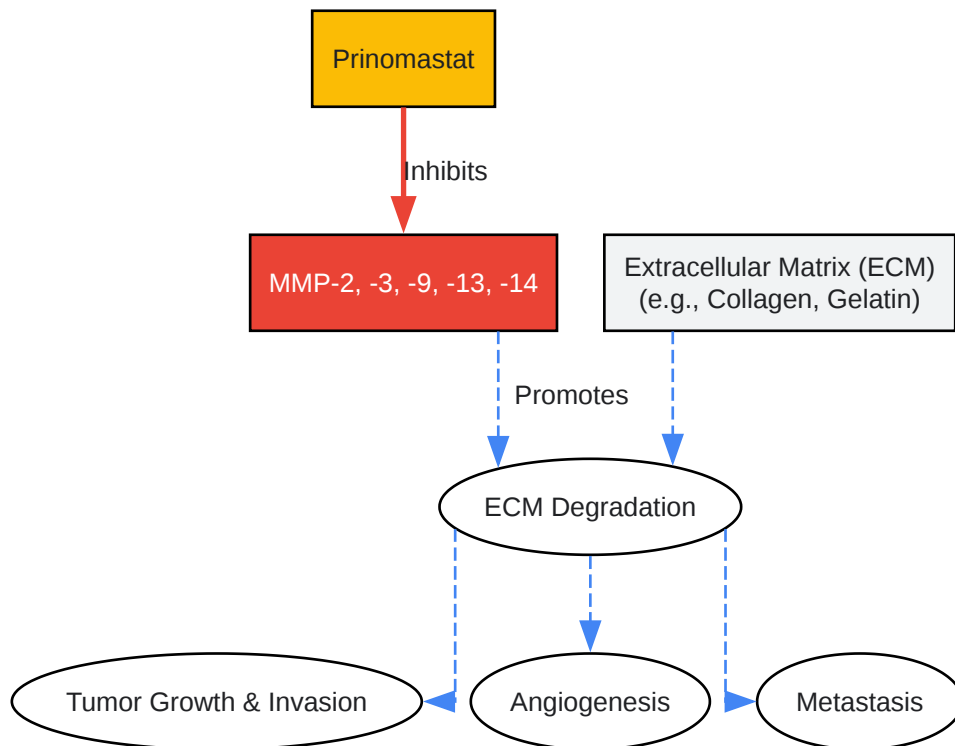 Prinomastat
Inhibits
MMP-2, -3, -9, -13, -14
Extracellular Matrix (ECM)
(e.g., Collagen, Gelatin)
Promotes
ECM Degradation
Tumor Growth & Invasion
Angiogenesis
Metastasis